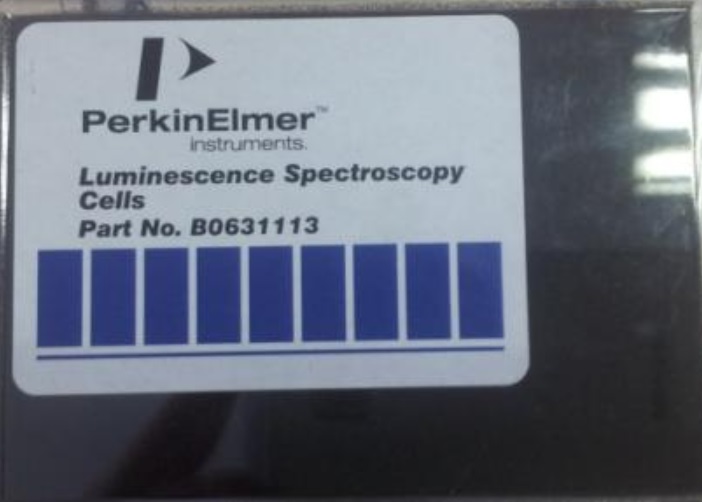 PerkinElmer™
instruments.
Luminescence Spectroscopy
Cells
Part No. B0631113